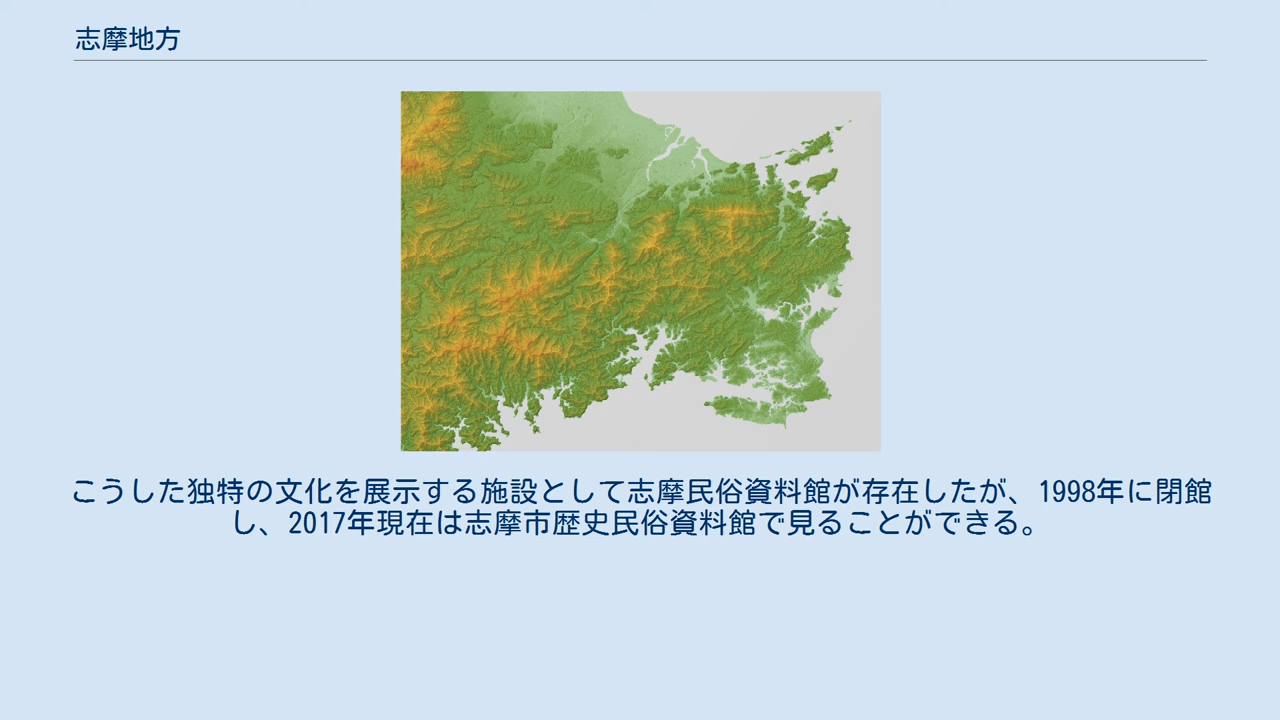 志摩地方
こうした独特の文化を展示する施設として志摩民俗資料館が存在したが、1998年に閉館
し、2017年現在は志摩市歴史民俗資料館で見ることができる。